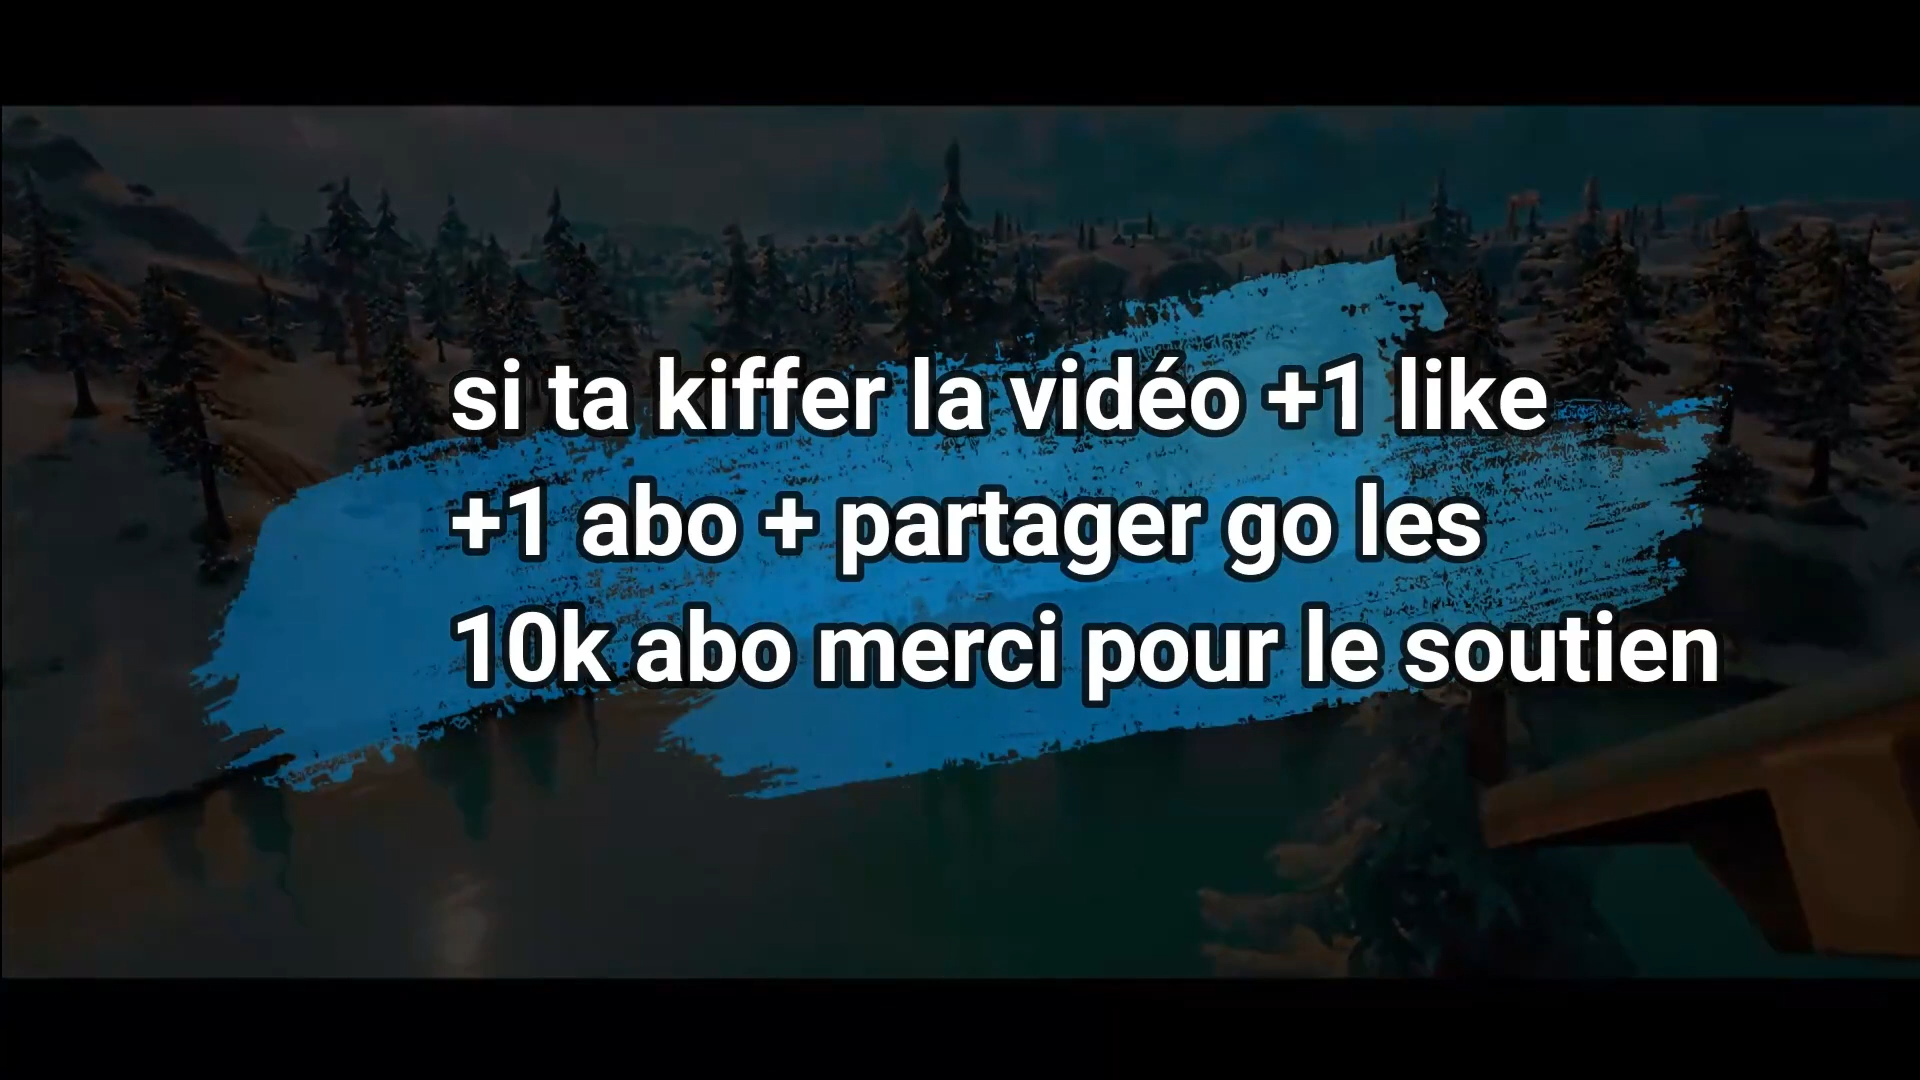 si ta kiffer la vidéo +1 like
+1 abo + partager go les
10k abo merci pour le soutien